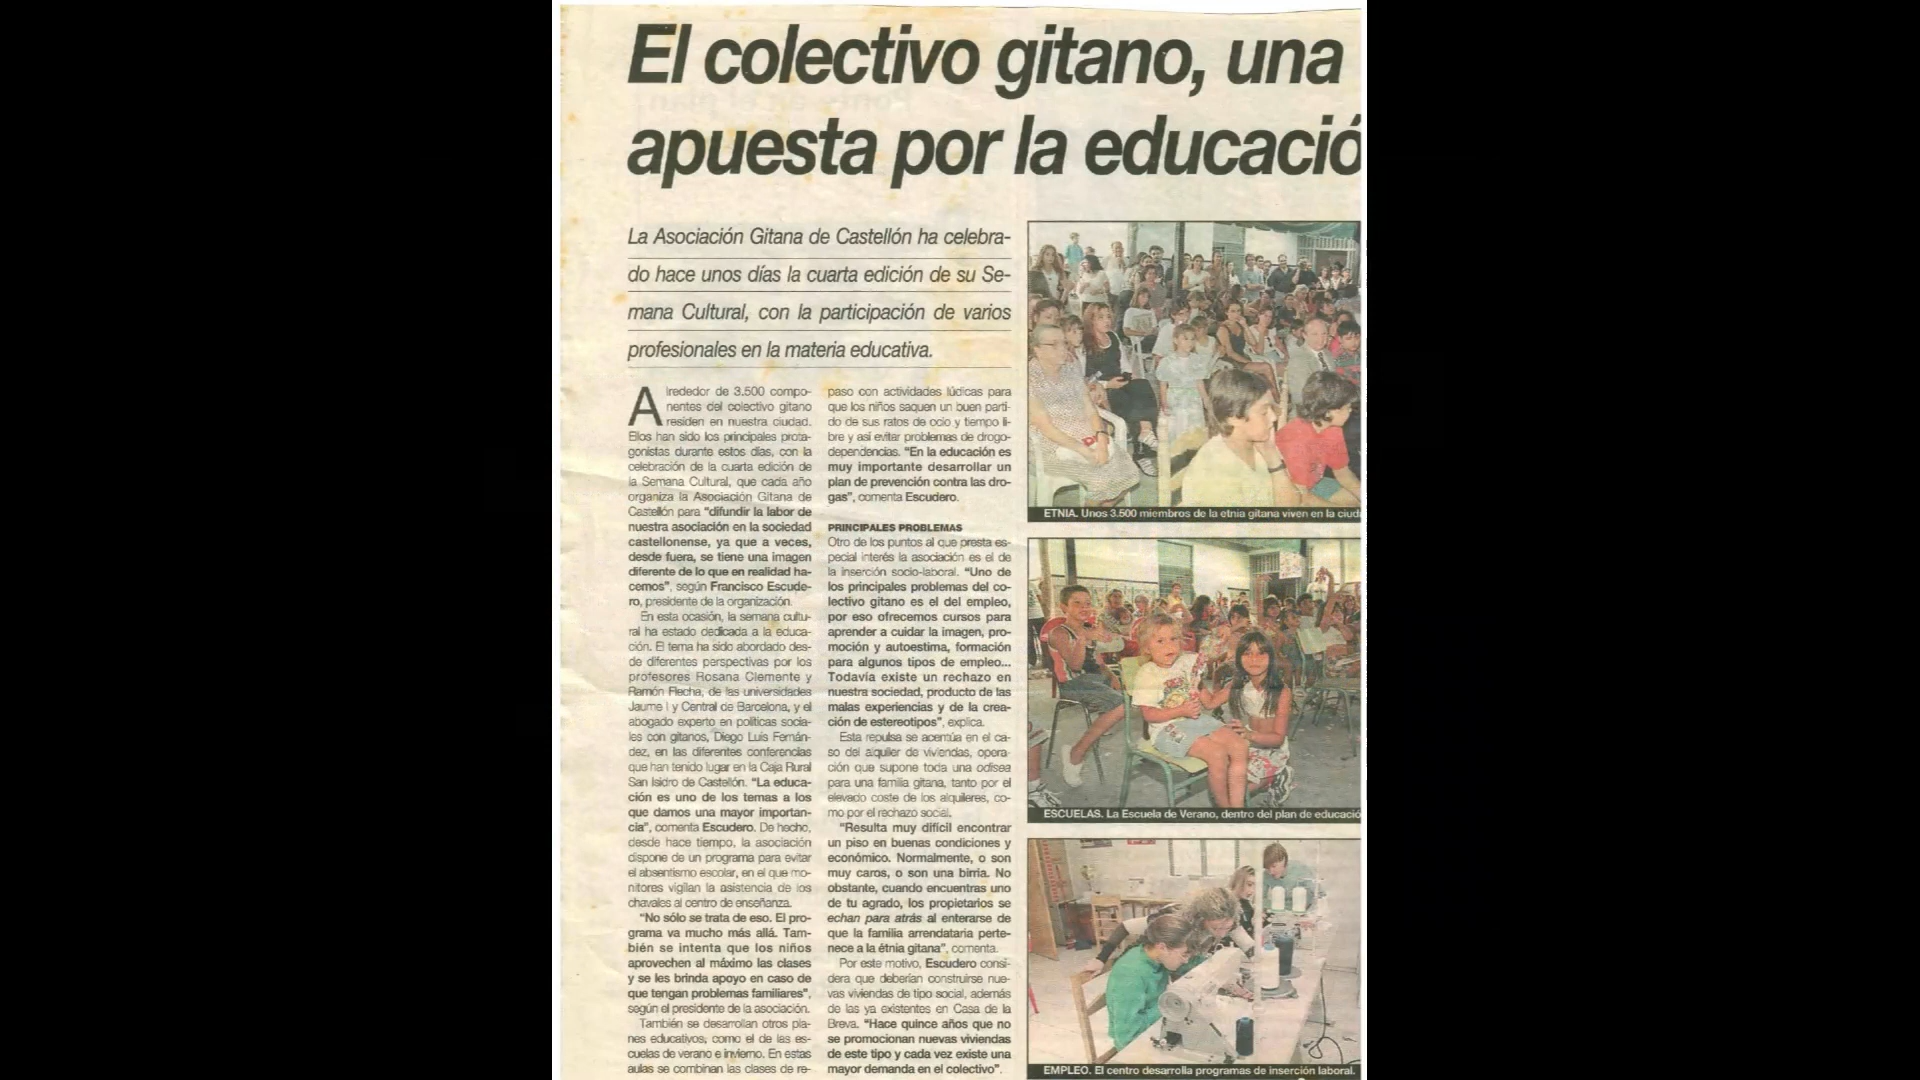 El colectivo gitano, una
apuesta por la educació
La Asociación Gitana de Castellón ha celebra-
do hace unos días la cuarta edición de su Se-
mana Cultural, con la participación de varios
profesionales en la materia educativa.
Alrededor de 3.500 compo-
nentes del colectivo gitano
residen en nuestra ciudad.
Ellos han sido los principales prota-
gonistas durante estos días, con la
celebración de la cuarta edición de
la Semana Cultural, que cada año
organiza la Asociación Gitana de
Castellón para "difundir la labor de
nuestra asociación en la sociedad
castellonense, ya que a veces,
desde fuera, se tiene una imagen
diferente de lo que en realidad ha-
cemos", según Francisco Escude-
ro, presidente de la organización.
En esta ocasión, la semana cultu-
ral ha estado dedicada a la educa-
ción. El tema ha sido abordado des-
de diferentes perspectivas por los
profesores Rosana Clemente y
Ramón Flecha, de las universidades
Jaume I y Central de Barcelona, y el
abogado experto en políticas socia-
les con gitanos, Diego Luis Fernán-
dez, en las diferentes conferencias
que han tenido lugar en la Caja Rural
San Isidro de Castellón. "La educa-
ción es uno de los temas a los
que damos una mayor importan-
cia", comenta Escudero. De hecho,
desde hace tiempo, la asociación
dispone de un programa para evitar
el absentismo escolar, en el que mo-
nitores vigilan la asistencia de los
chavales al centro de enseñanza.
"No sólo se trata de eso. El pro-
grama va mucho más allá. Tam-
bién se intenta que los niños
aprovechen al máximo las clases
y se les brinda apoyo en caso de
que tengan problemas familiares",
según el presidente de la asociación.
También se desarrollan otros pla-
nes educativos, como el de las es-
cuelas de verano e invierno. En estas
aulas se combinan las clases de re-
paso con actividades lúdicas para
que los niños saquen un buen parti-
do de sus ratos de ocio y tiempo li-
bre y así evitar problemas de drogo-
dependencias. "En la educación es
muy importante desarrollar un
plan de prevención contra las dro-
gas", comenta Escudero.
PRINCIPALES PROBLEMAS
Otro de los puntos al que presta es-
pecial interés la asociación es el de
la inserción socio-laboral. "Uno de
los principales problemas del co-
lectivo gitano es el del empleo,
por eso ofrecemos cursos para
aprender a cuidar la imagen, pro-
moción y autoestima, formación
para algunos tipos de empleo...
Todavía existe un rechazo en
nuestra sociedad, producto de las
malas experiencias y de la crea-
ción de estereotipos", explica.
Esta repulsa se acentúa en el ca-
so del alquiler de viviendas, opera-
ción que supone toda una odisea
para una familia gitana, tanto por el
elevado coste de los alquileres, co-
mo por el rechazo social.
"Resulta muy difícil encontrar
un piso en buenas condiciones y
económico. Normalmente, o son
muy caros, o son una birria. No
obstante, cuando encuentras uno
de tu agrado, los propietarios se
echan para atrás al enterarse de
que la familia arrendataria perte-
nece a la étnia gitana", comenta.
Por este motivo, Escudero consi-
dera que deberían construirse nue-
vas viviendas de tipo social, además
de las ya existentes en Casa de la
Breva. "Hace quince años que no
se promocionan nuevas viviendas
de este tipo y cada vez existe una
mayor demanda en el colectivo".
ETNIA. Unos 3.500 miembros de la etnia gitana viven en la ciud
ESCUELAS. La Escuela de Verano, dentro del plan de educació
EMPLEO. El centro desarrolla programas de inserción laboral.